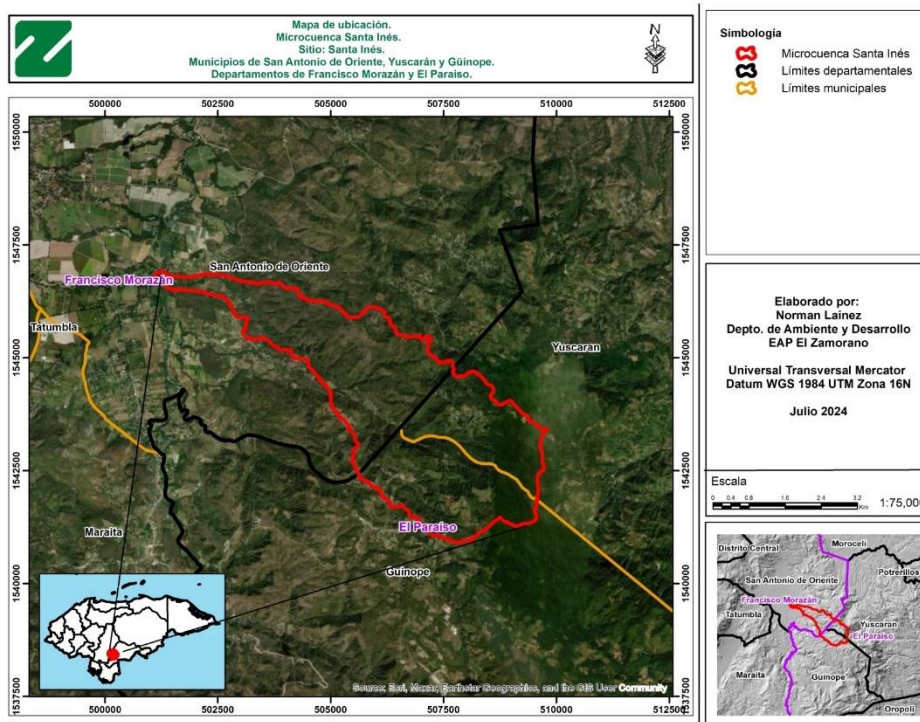 Mapa de ubicación.
Microcuenca Santa Inés.
Sitio: Santa Inés.
Municipios de San Antonio de Oriente, Yuscarán y Güinope.
Departamentos de Francisco Morazán y El Paraiso.
N
500000 502500 505000 507500 510000 512500
1550000
1547500
1545000
1542500
1540000
1537500
San Antonio de Oriente
Francisco Morazán
Tatumbla
Yuscaran
El Paraiso
Maraita
Guinope
Source: Esri, Maxar, Earthstar Geographics, and the GIS User Community
Simbología
Microcuenca Santa Inés
Límites departamentales
Límites municipales
Elaborado por:
Norman Lainez
Depto. de Ambiente y Desarrollo
EAP El Zamorano
Universal Transversal Mercator
Datum WGS 1984 UTM Zona 16N
Julio 2024
Escala
0 0.4 0.8 1.6 2.4 3.2
Km
1:75,000
Moroceli
Distrito Central
Potrerillos
San Antonio de Oriente
Francisco Morazán
Tatumbla
Yuscaran
El Paraiso
Maraita
Guinope
Oropoli